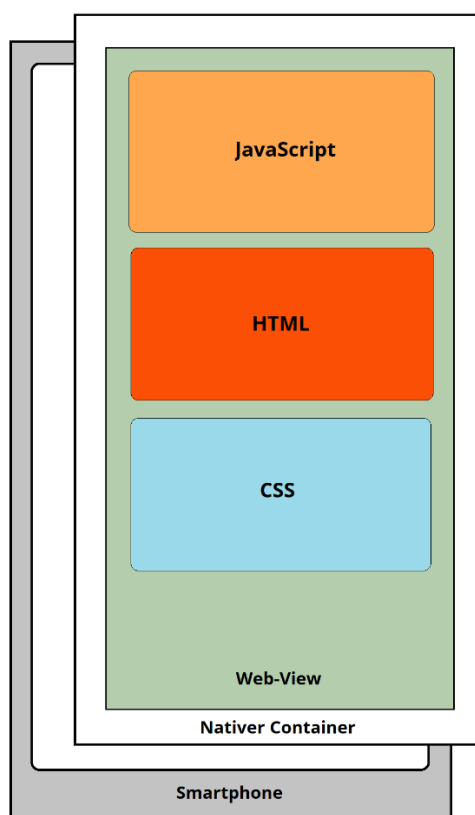 JavaScript
HTML
CSS
Web-View
Nativer Container
Smartphone